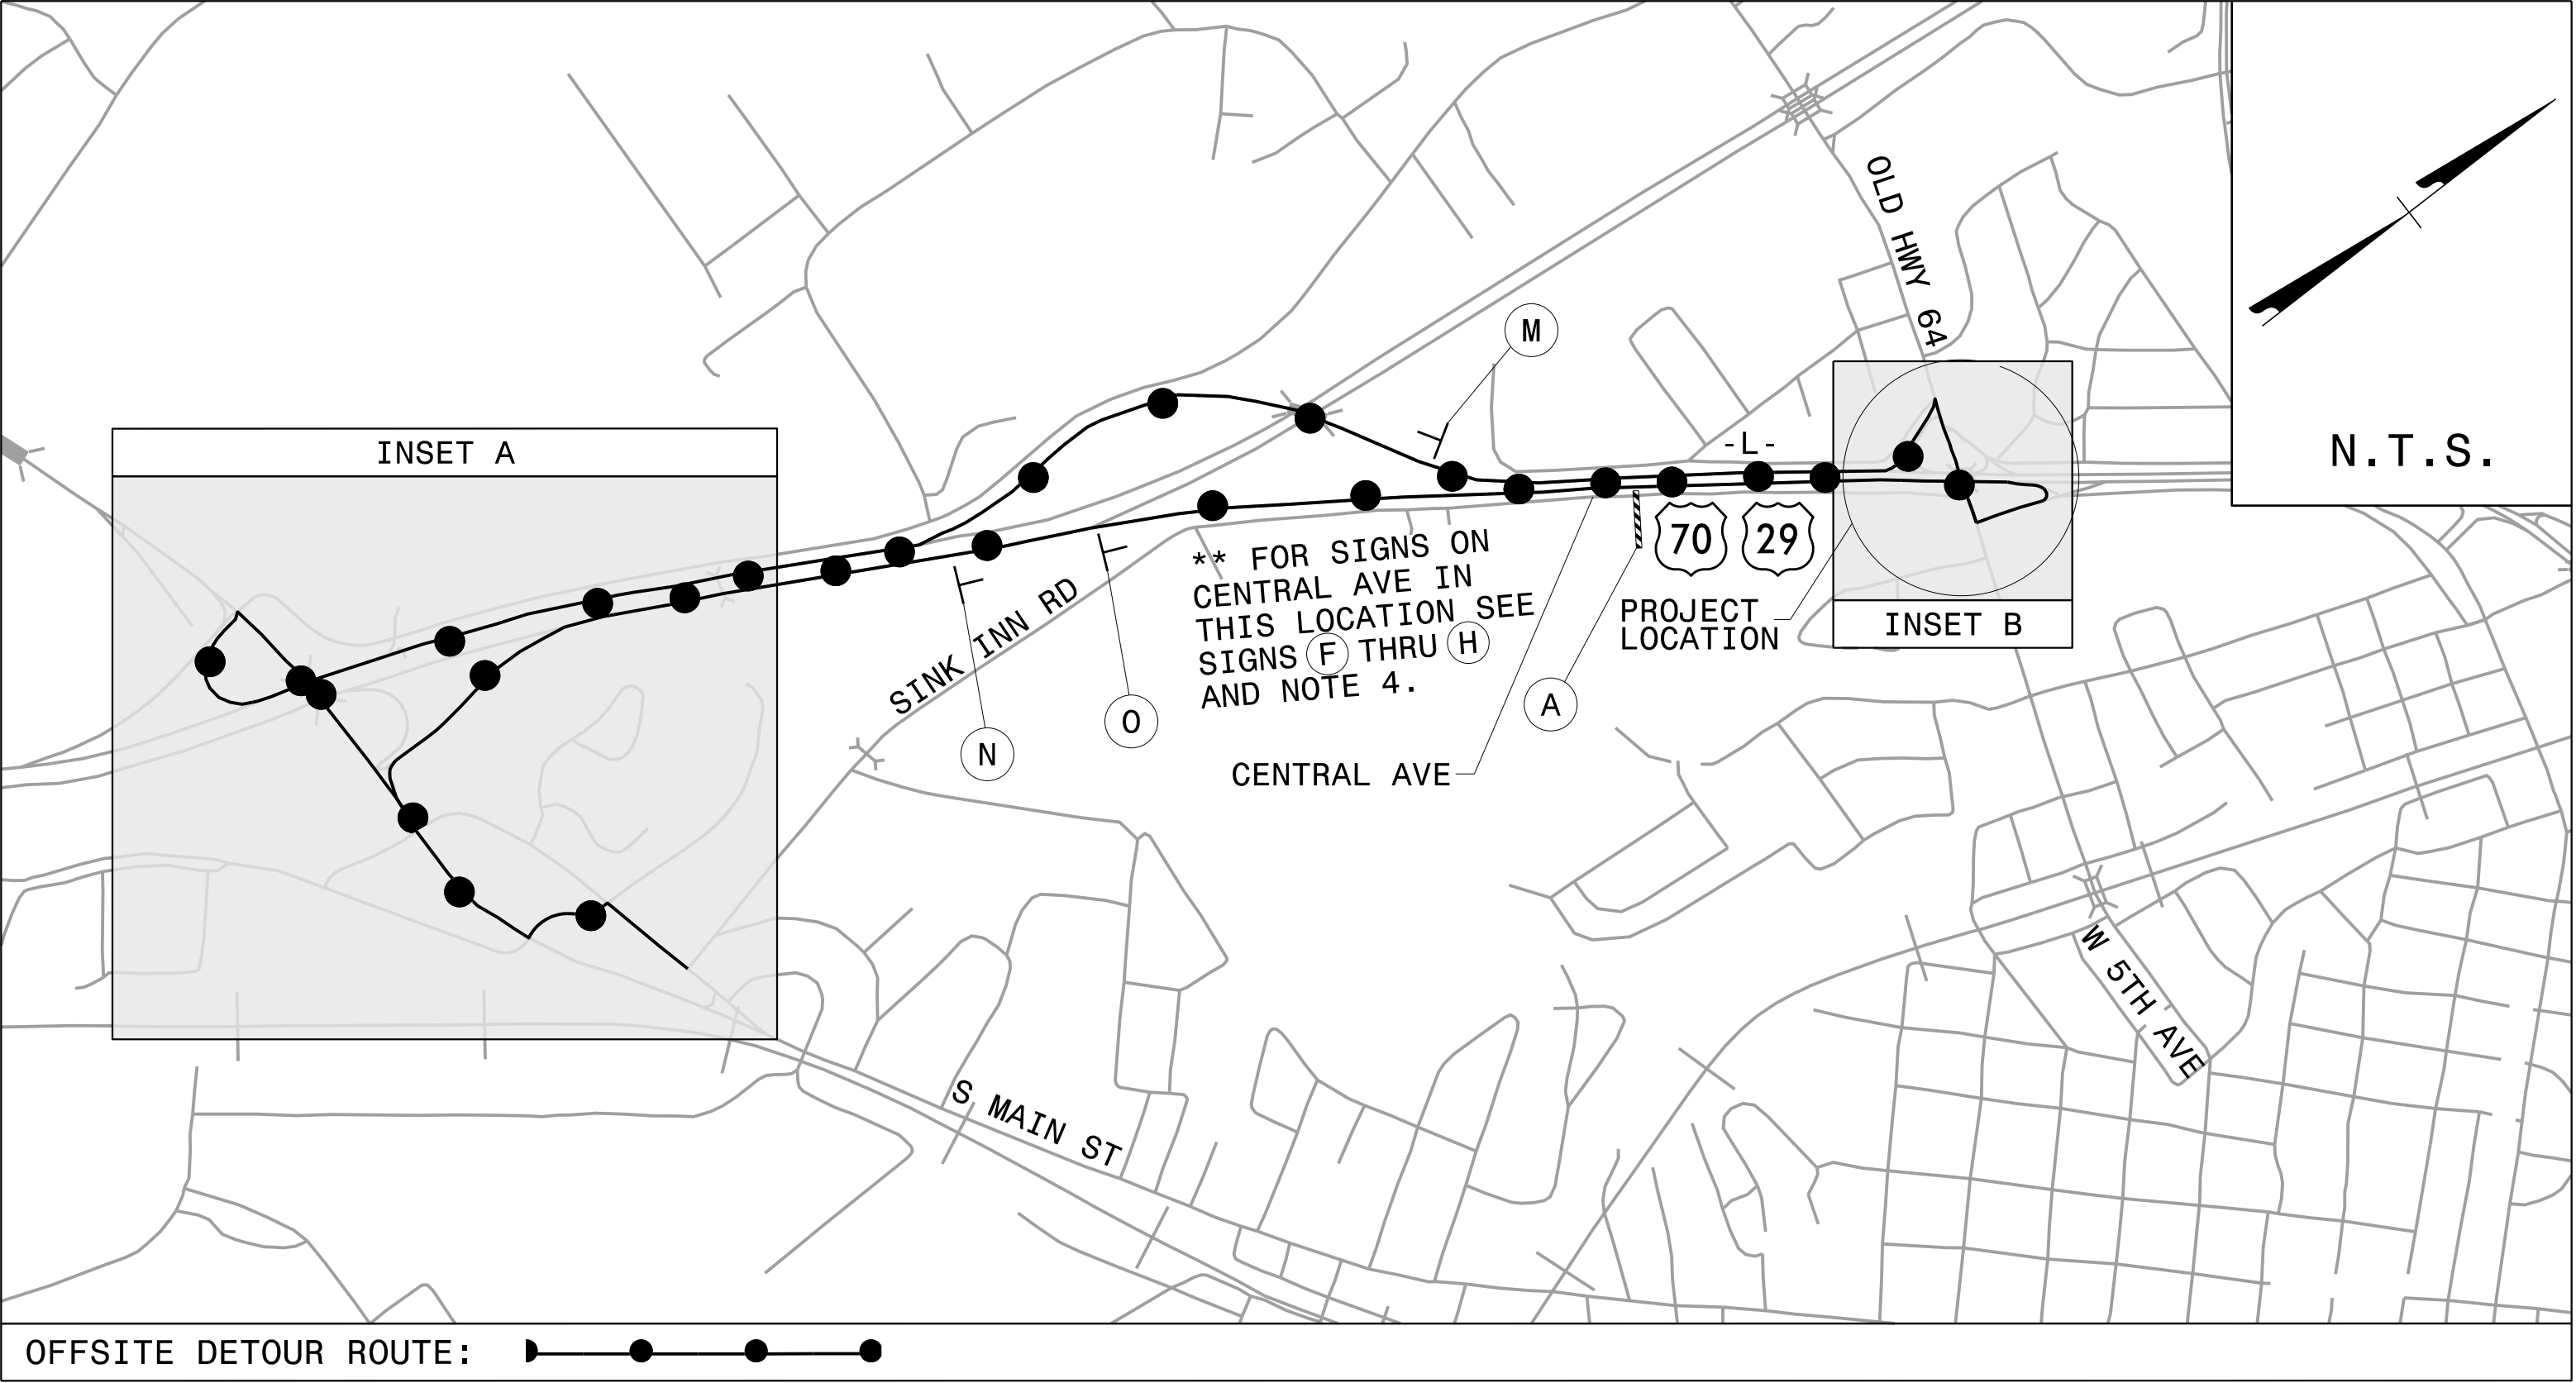 OLD HWY 64
M
INSET A
-L-
N.T.S.
70
29
** FOR SIGNS ON
CENTRAL AVE IN
THIS LOCATION SEE
SIGNS F THRU H
AND NOTE 4.
PROJECT
LOCATION
INSET B
SINK INN RD
O
A
N
CENTRAL AVE
W 5TH AVE
S MAIN ST
OFFSITE DETOUR ROUTE: